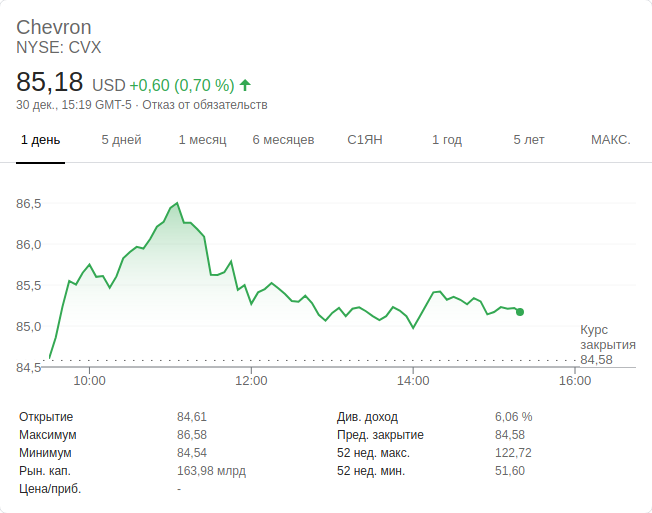 Chevron
NYSE: CVX
85,18 USD +0,60 (0,70 %)
30 дек., 15:19 GMT-5 · Отказ от обязательств
1 день 5 дней 1 месяц 6 месяцев С1ЯН 1 год 5 лет МАКС.
86,5
86,0
85,5
85,0
84,5
Курс
закрытия
84,58
10:00 12:00 14:00 16:00
Открытие 84,61 Див. доход 6,06 %
Максимум 86,58 Пред. закрытие 84,58
Минимум 84,54 52 нед. макс. 122,72
Рын. кап. 163,98 млрд 52 нед. мин. 51,60
Цена/приб. -